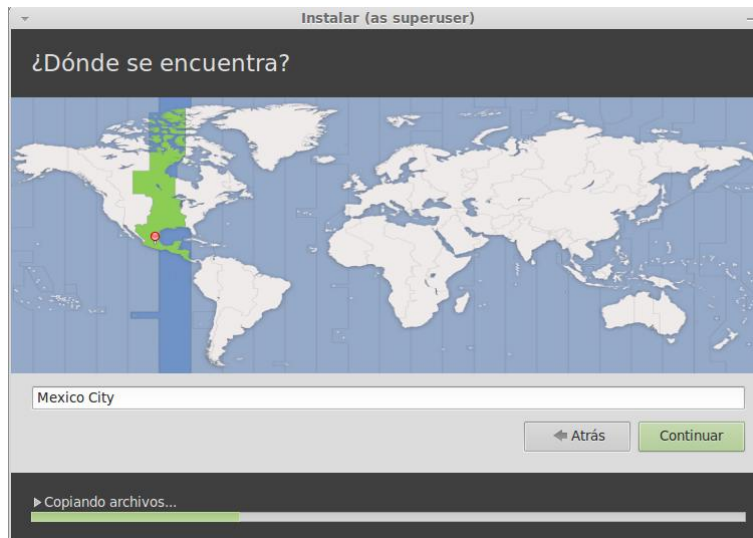 Instalar (as superuser)
¿Dónde se encuentra?
Mexico City
Atrás
Continuar
Copiando archivos...